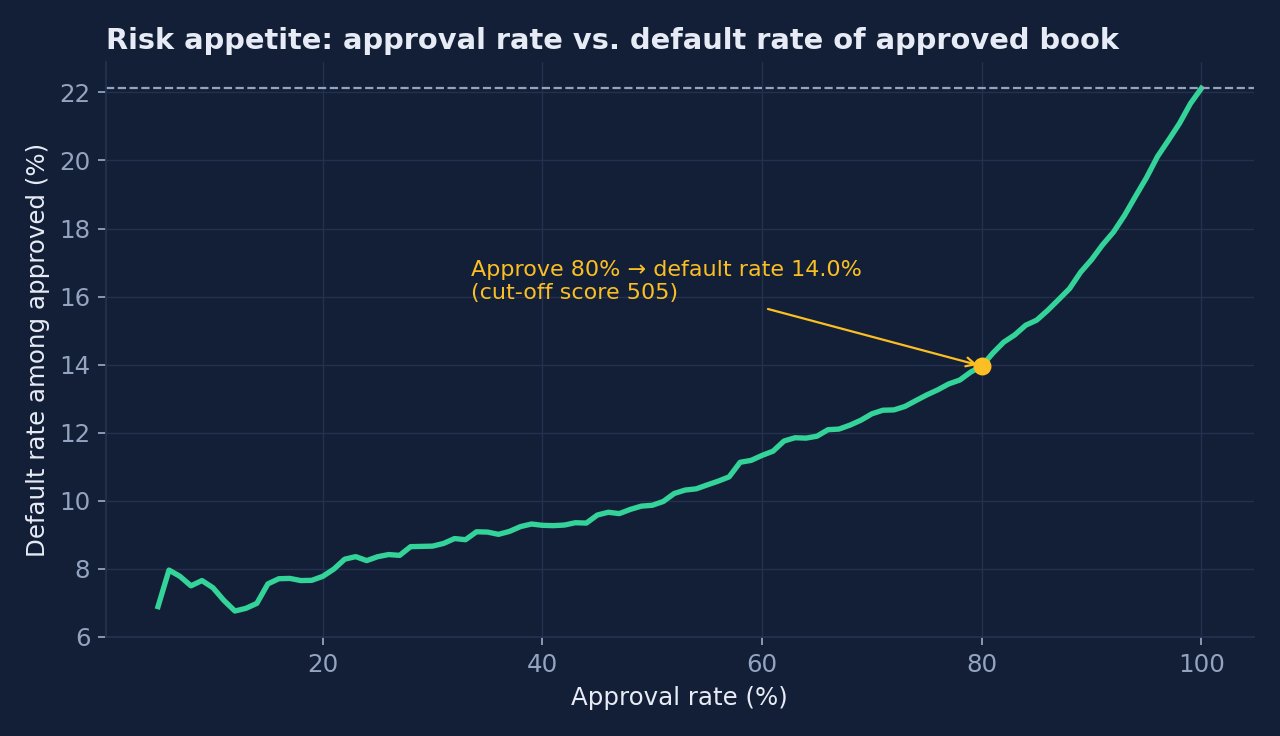 Risk appetite: approval rate vs. default rate of approved book
Default rate among approved (%)
22
20
18
16
14
12
10
8
6
Approve 80% → default rate 14.0%
(cut-off score 505)
20
40
60
80
100
Approval rate (%)